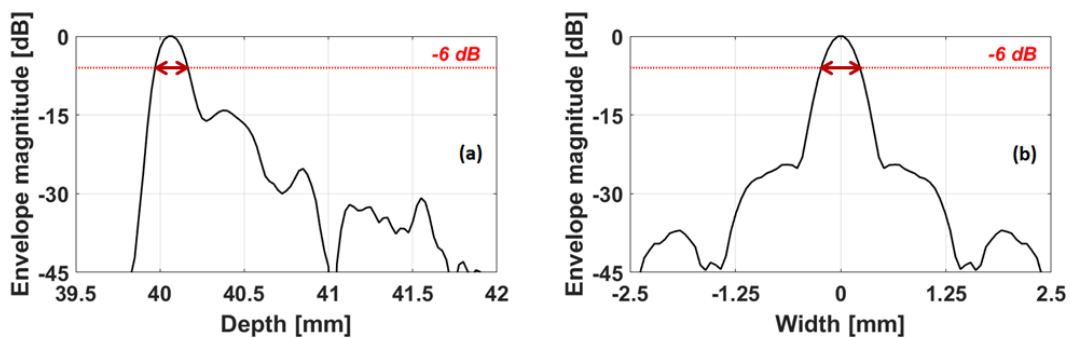 Envelope magnitude [dB]
0
-15
-30
-45
-6 dB
(a)
39.5 40 40.5 41 41.5 42
Depth [mm]
Envelope magnitude [dB]
0
-15
-30
-45
-6 dB
(b)
-2.5 -1.25 0 1.25 2.5
Width [mm]